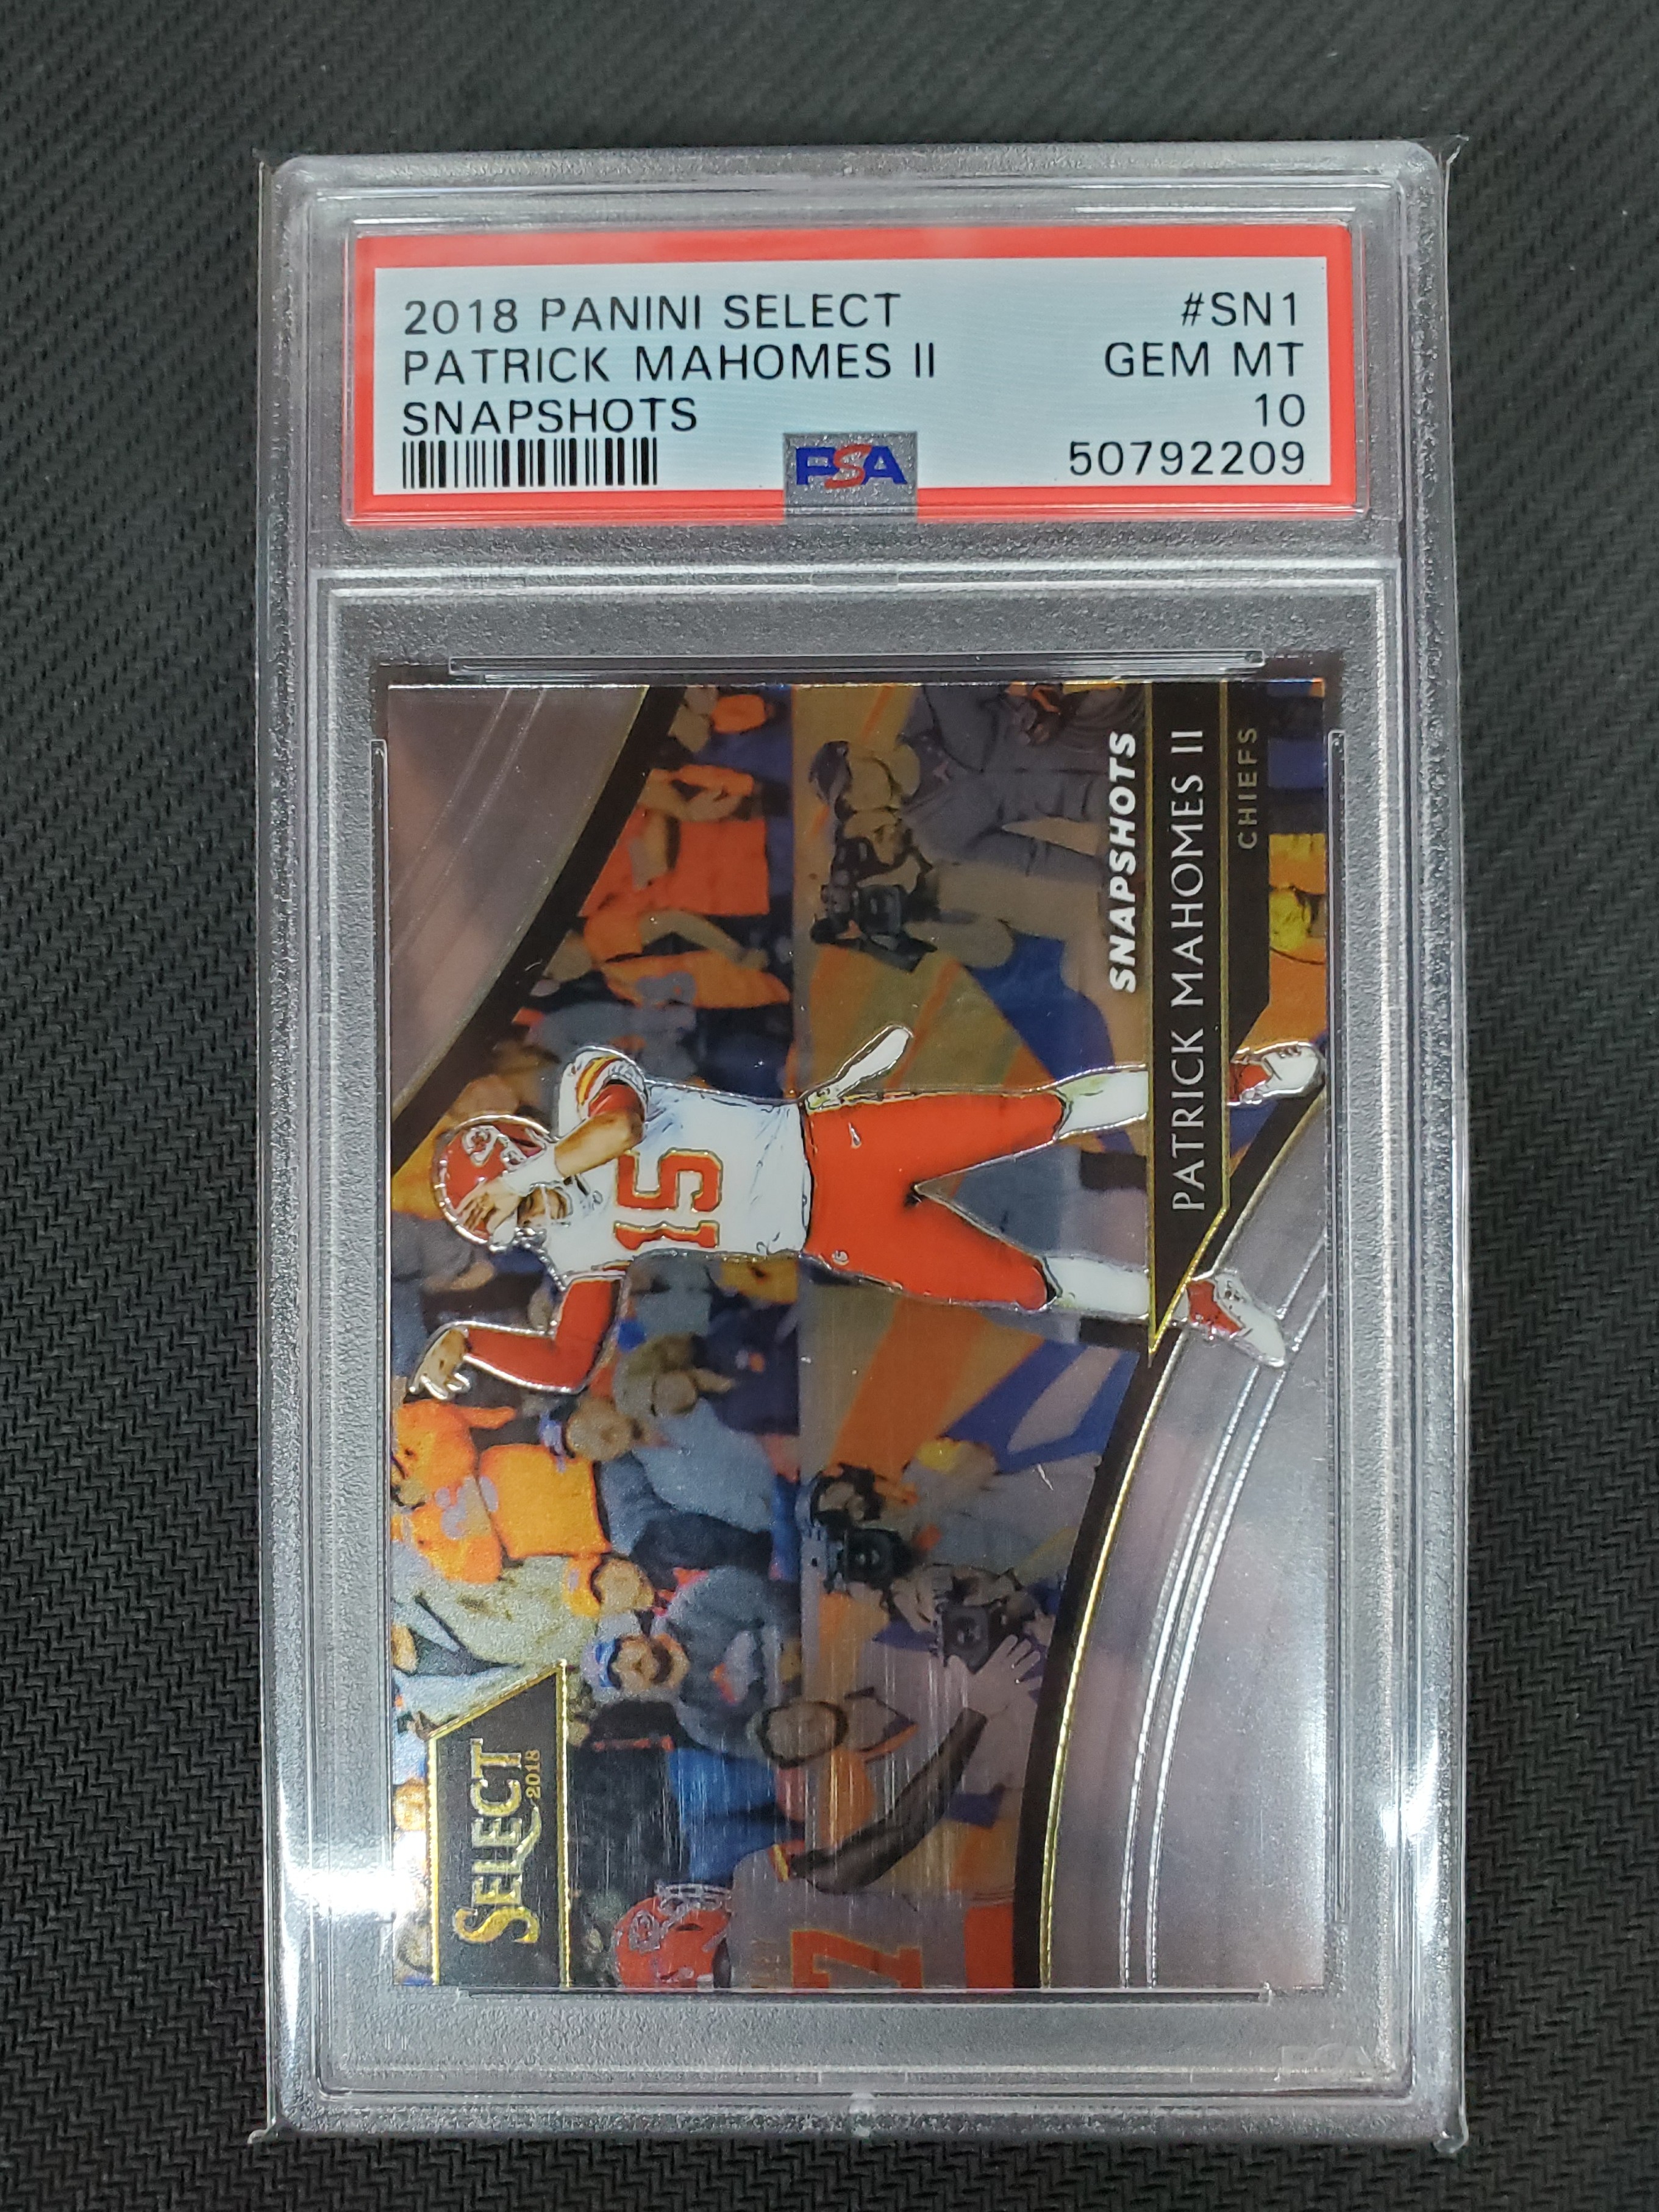 2018 PANINI SELECT #SN1
PATRICK MAHOMES II GEM MT
SNAPSHOTS 10
PSA 50792209
SNAPSHOTS
PATRICK MAHOMES II
CHIEFS
15
SELECT
2018
7